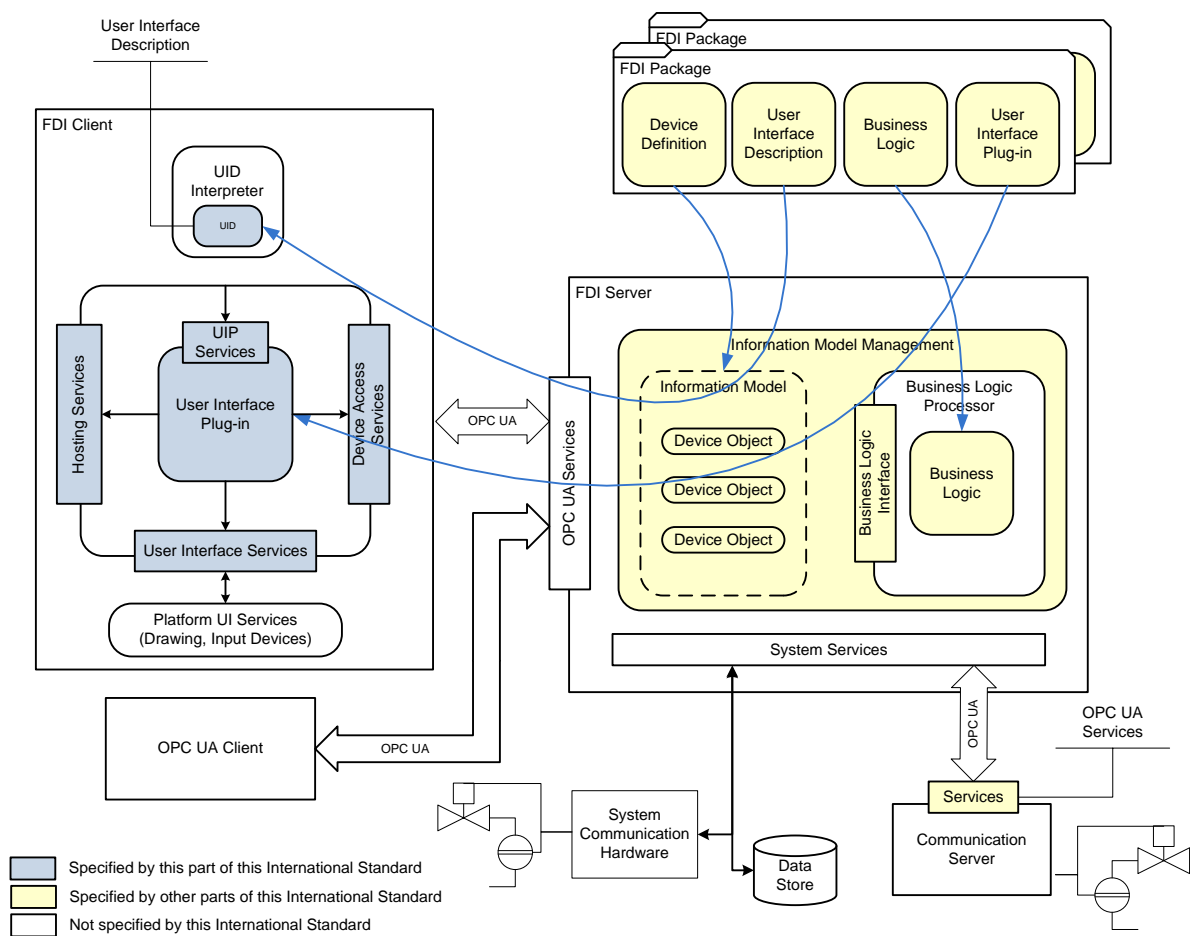 User Interface
Description
FDI Package
FDI Package
Device
Definition
User
Interface
Description
Business
Logic
User
Interface
Plug-in
FDI Client
UID
Interpreter
UID
UIP
Services
Hosting Services
User Interface
Plug-in
Device Access
Services
User Interface Services
Platform UI Services
(Drawing, Input Devices)
OPC UA
FDI Server
OPC UA Services
Information Model Management
Information Model
Device Object
Device Object
Device Object
Business Logic
Processor
Business Logic
Interface
Business
Logic
System Services
OPC UA Client
OPC UA
OPC UA
OPC UA
Services
Services
Communication
Server
System
Communication
Hardware
Data
Store
Specified by this part of this International Standard
Specified by other parts of this International Standard
Not specified by this International Standard